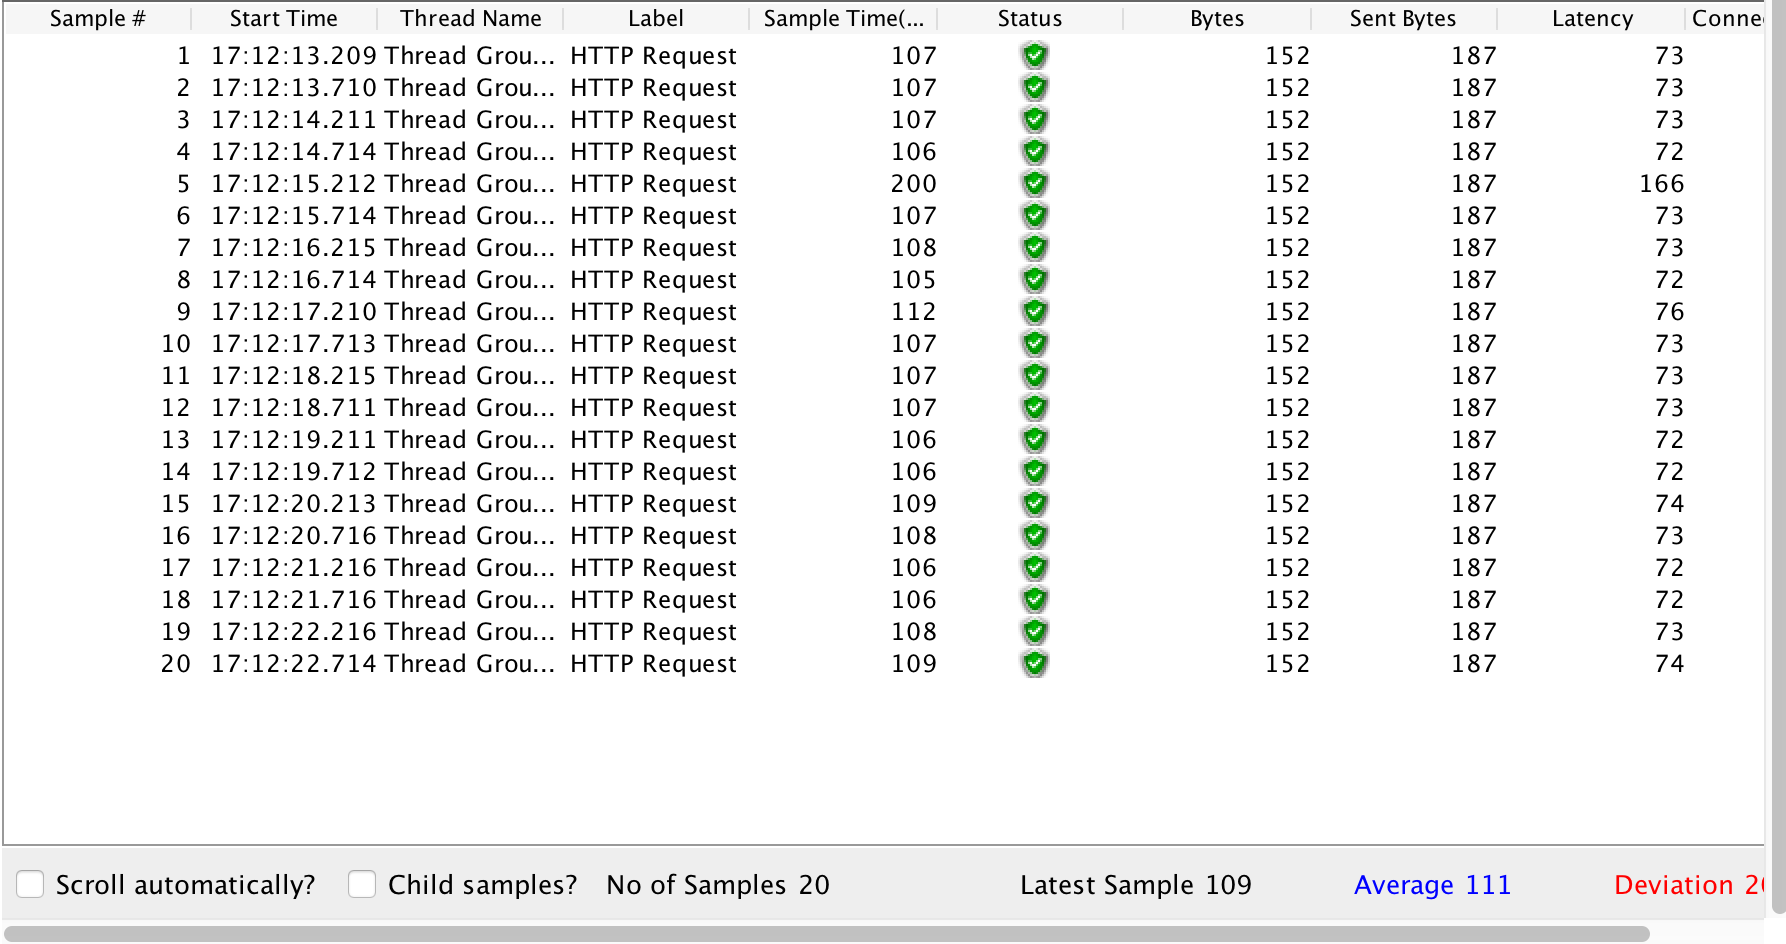 Sample # Start Time Thread Name Label Sample Time(... Status Bytes Sent Bytes Latency
1 17:12:13.209 Thread Grou... HTTP Request 107 152 187 73
2 17:12:13.710 Thread Grou... HTTP Request 107 152 187 73
3 17:12:14.211 Thread Grou... HTTP Request 107 152 187 73
4 17:12:14.714 Thread Grou... HTTP Request 106 152 187 72
5 17:12:15.212 Thread Grou... HTTP Request 200 152 187 166
6 17:12:15.714 Thread Grou... HTTP Request 107 152 187 73
7 17:12:16.215 Thread Grou... HTTP Request 108 152 187 73
8 17:12:16.714 Thread Grou... HTTP Request 105 152 187 72
9 17:12:17.210 Thread Grou... HTTP Request 112 152 187 76
10 17:12:17.713 Thread Grou... HTTP Request 107 152 187 73
11 17:12:18.215 Thread Grou... HTTP Request 107 152 187 73
12 17:12:18.711 Thread Grou... HTTP Request 107 152 187 73
13 17:12:19.211 Thread Grou... HTTP Request 106 152 187 72
14 17:12:19.712 Thread Grou... HTTP Request 106 152 187 72
15 17:12:20.213 Thread Grou... HTTP Request 109 152 187 74
16 17:12:20.716 Thread Grou... HTTP Request 108 152 187 73
17 17:12:21.216 Thread Grou... HTTP Request 106 152 187 72
18 17:12:21.716 Thread Grou... HTTP Request 106 152 187 72
19 17:12:22.216 Thread Grou... HTTP Request 108 152 187 73
20 17:12:22.714 Thread Grou... HTTP Request 109 152 187 74
Scroll automatically? Child samples? No of Samples 20 Latest Sample 109 Average 111 Deviation